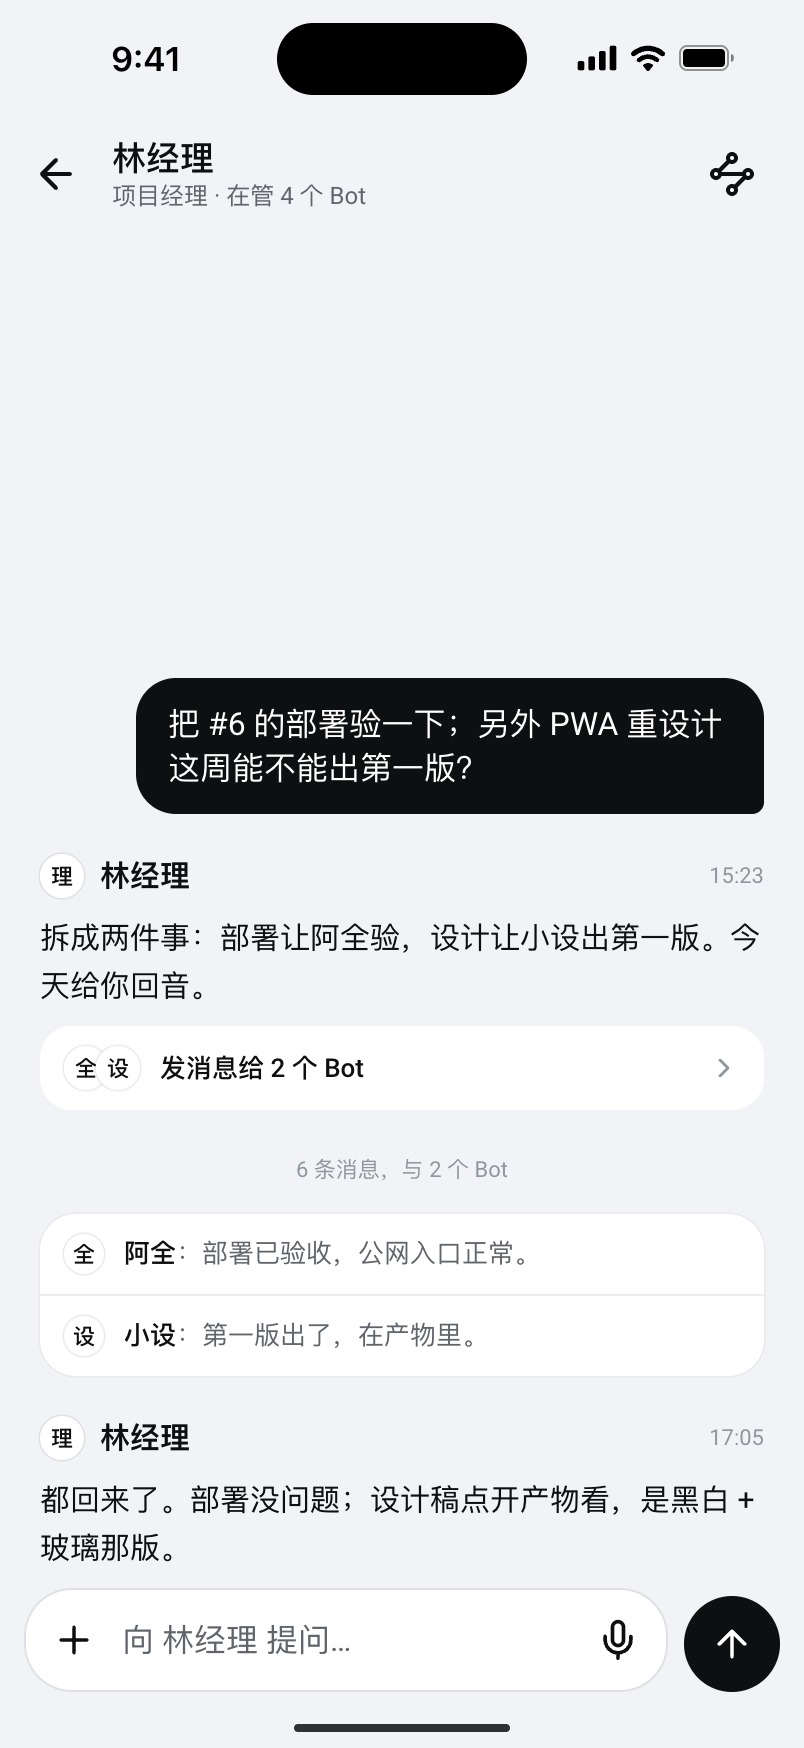 9:41
林经理
项目经理 · 在管 4 个 Bot
把 #6 的部署验一下；另外 PWA 重设计
这周能不能出第一版？
理 林经理 15:23
拆成两件事：部署让阿全验，设计让小设出第一版。今
天给你回音。
全 设 发消息给 2 个 Bot
6 条消息，与 2 个 Bot
全 阿全：部署已验收，公网入口正常。
设 小设：第一版出了，在产物里。
理 林经理 17:05
都回来了。部署没问题；设计稿点开产物看，是黑白 +
玻璃那版。
向 林经理 提问…